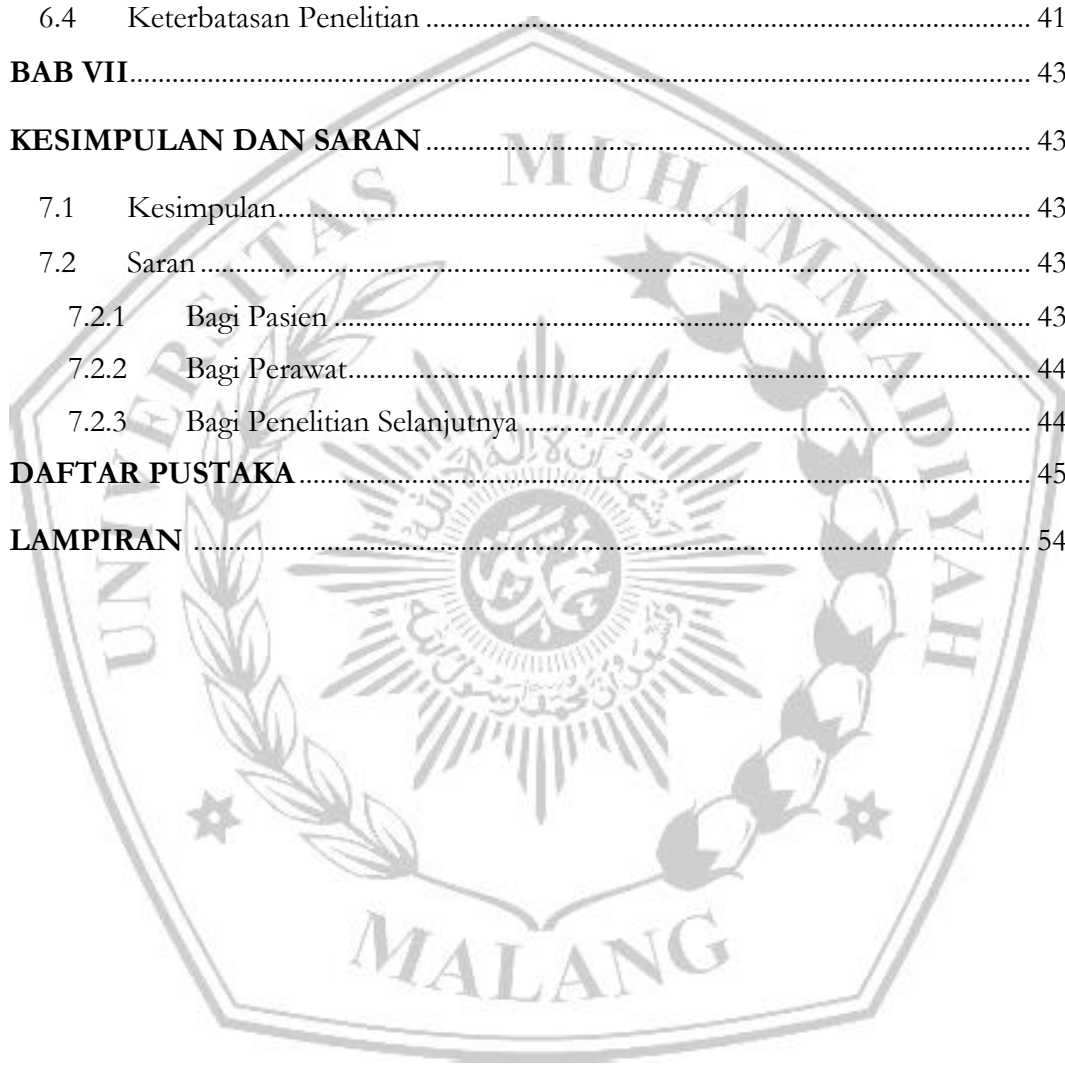 6.4 Keterbatasan Penelitian ........................................ 41
BAB VII ........................................ 43
KESIMPULAN DAN SARAN ........................................ 43
7.1 Kesimpulan ........................................ 43
7.2 Saran ........................................ 43
7.2.1 Bagi Pasien ........................................ 43
7.2.2 Bagi Perawat ........................................ 44
7.2.3 Bagi Penelitian Selanjutnya ........................................ 44
DAFTAR PUSTAKA ........................................ 45
LAMPIRAN ........................................ 54
UNIVERSITAS MUHAMMADIYAH
MALANG